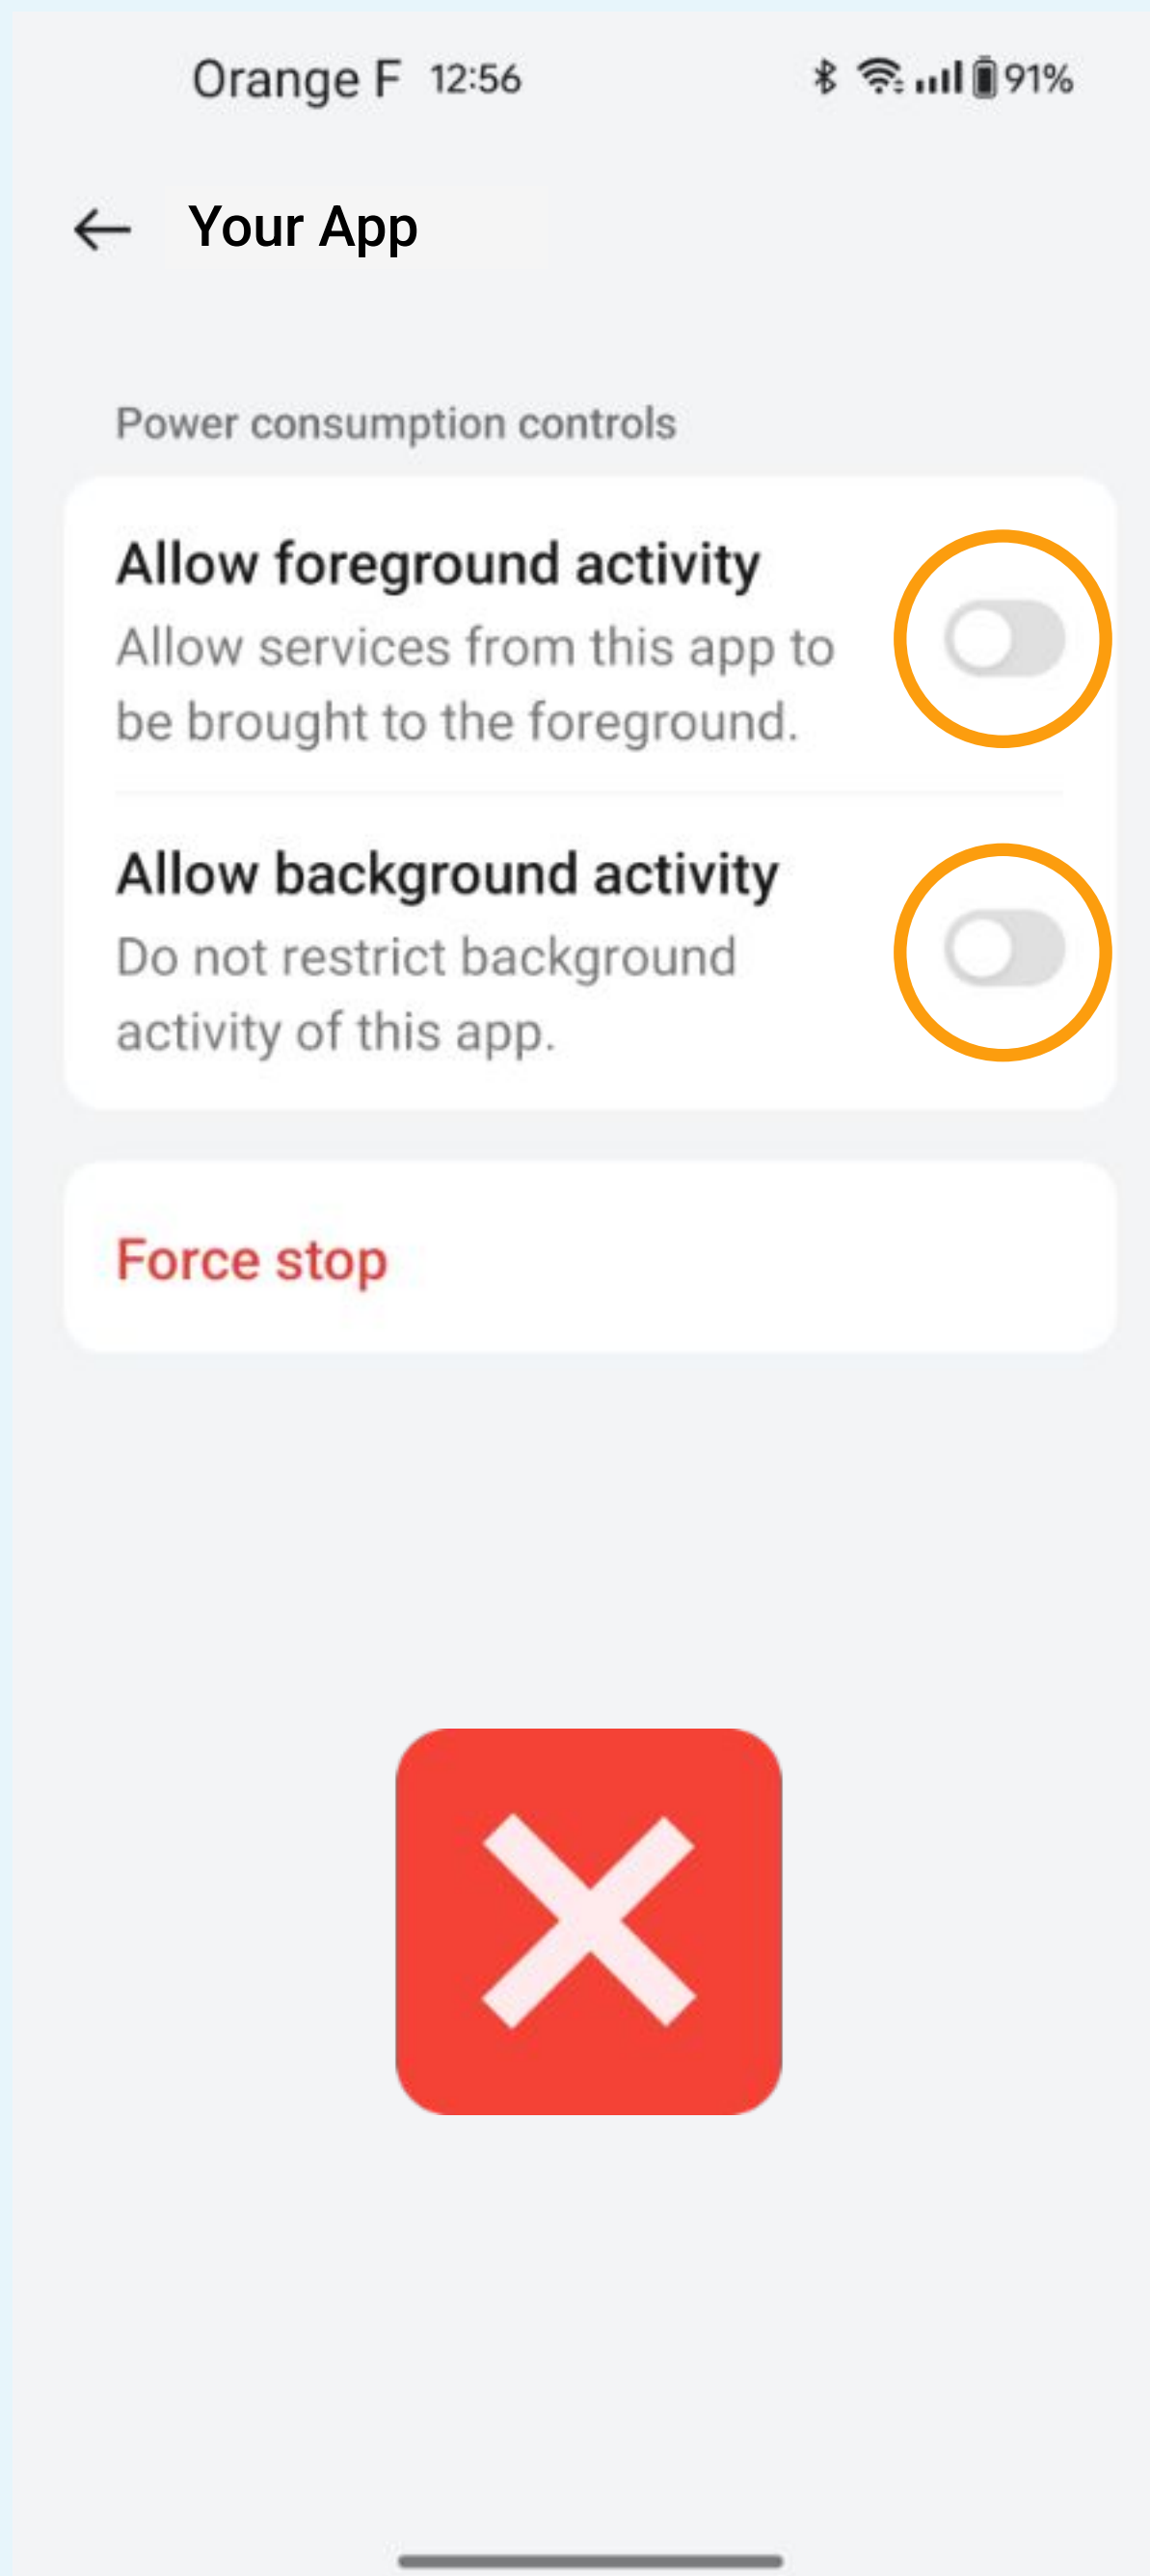 Orange F 12:56 91%
Your App
Power consumption controls
Allow foreground activity
Allow services from this app to
be brought to the foreground.
Allow background activity
Do not restrict background
activity of this app.
Force stop